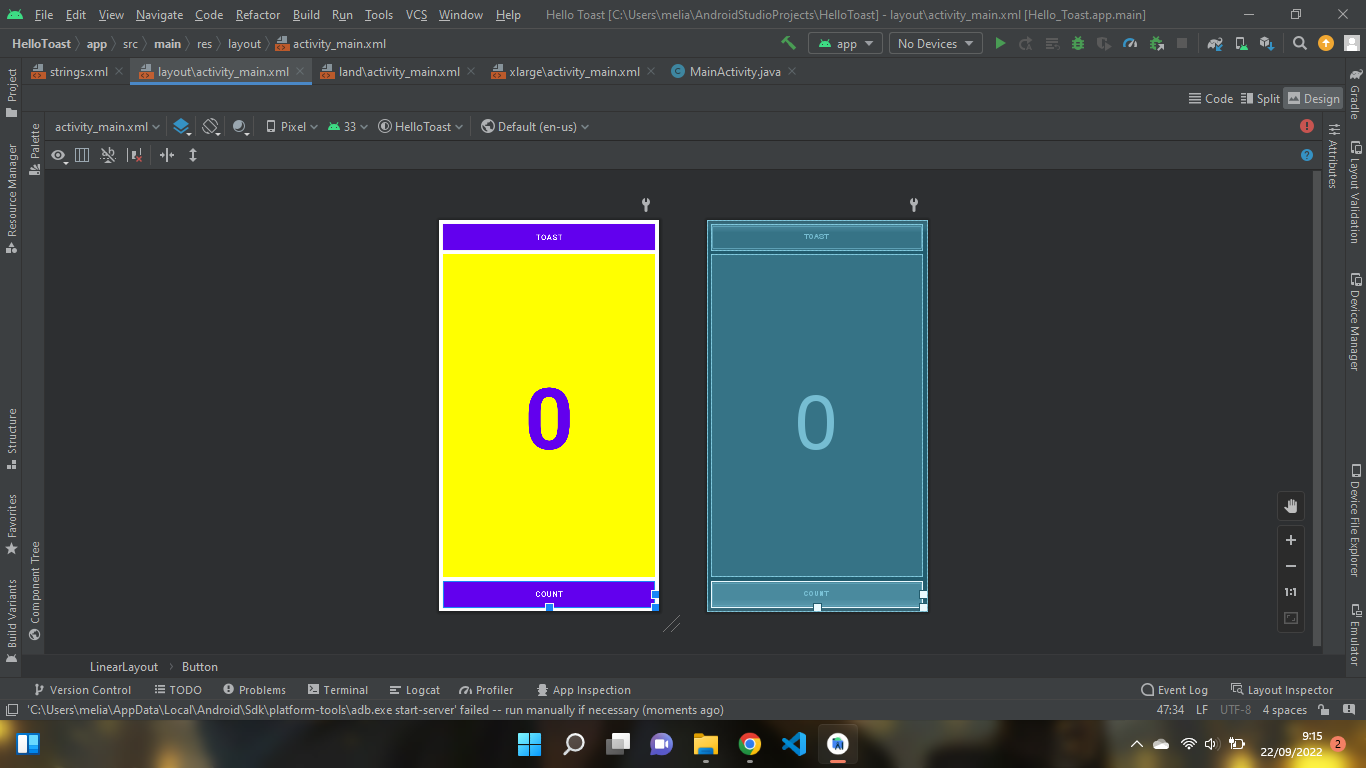 File Edit View Navigate Code Refactor Build Run Tools VCS Window Help Hello Toast [C:\Users\melia\AndroidStudioProjects\HelloToast] - layout\activity_main.xml [Hello_Toast.app.main]
HelloToast app src main res layout activity_main.xml app No Devices
strings.xml layout\activity_main.xml land\activity_main.xml xlarge\activity_main.xml MainActivity.java
Code Split Design
activity_main.xml Pixel 33 HelloToast Default (en-us)
Project
Resource Manager
Structure
Favorites
Build Variants
Palette
Component Tree
TOAST
0
COUNT
TOAST
0
COUNT
1:1
Attributes
Gradle
Layout Validation
Device Manager
Device File Explorer
Emulator
LinearLayout Button
Version Control TODO Problems Terminal Logcat Profiler App Inspection Event Log Layout Inspector
'C:\Users\melia\AppData\Local\Android\Sdk\platform-tools\adb.exe start-server' failed -- run manually if necessary (moments ago) 47:34 LF UTF-8 4 spaces
9:15
22/09/2022
2